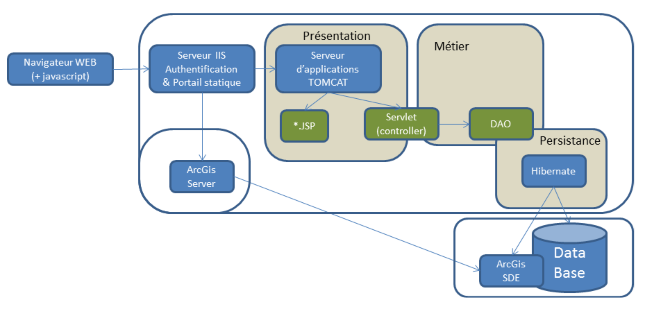 Présentation
Métier
Navigateur WEB
(+ javascript)
Serveur IIS
Authentification
& Portail statique
Serveur
d'applications
TOMCAT
*.JSP
Servlet
(controller)
DAO
Persistance
ArcGis
Server
Hibernate
ArcGis
SDE
Data
Base